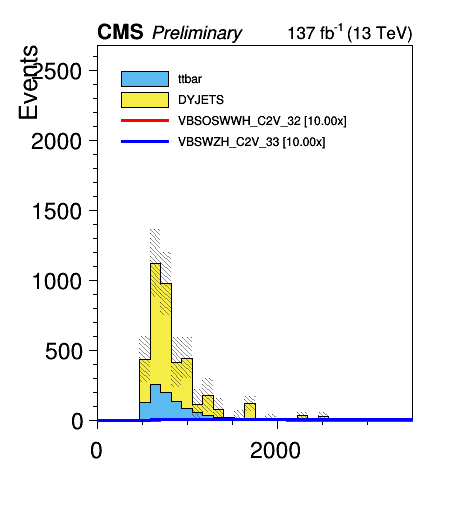 CMS Preliminary 137 fb-1 (13 TeV)
Events
2500
2000
1500
1000
500
0
ttbar
DYJETS
VBSOSWWH_C2V_32 [10.00x]
VBSWZH_C2V_33 [10.00x]
0 2000